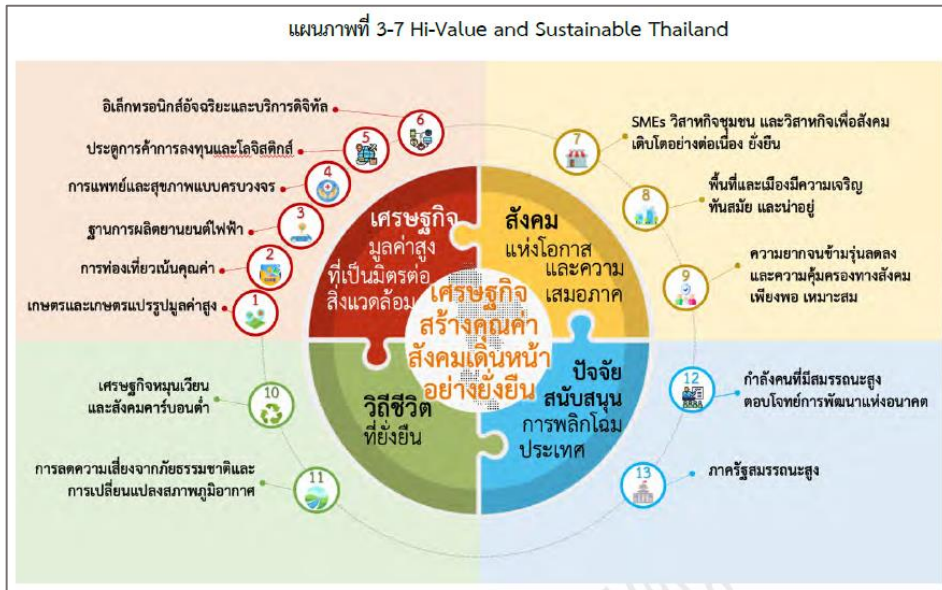 แผนภาพที่ 3-7 Hi-Value and Sustainable Thailand
อิเล็กทรอนิกส์อัจฉริยะและบริการดิจิทัล
6
ประตูการค้าการลงทุนและโลจิสติกส์
5
การแพทย์และสุขภาพแบบครบวงจร
4
ฐานการผลิตยานยนต์ไฟฟ้า
3
การท่องเที่ยวเน้นคุณค่า
2
เกษตรและเกษตรแปรรูปมูลค่าสูง
1
เศรษฐกิจ
มูลค่าสูง
ที่เป็นมิตรต่อ
สิ่งแวดล้อม
สังคม
แห่งโอกาส
และความ
เสมอภาค
7
SMEs วิสาหกิจชุมชน และวิสาหกิจเพื่อสังคม
เติบโตอย่างต่อเนื่อง ยั่งยืน
8
พื้นที่และเมืองมีความเจริญ
ทันสมัย และน่าอยู่
9
ความยากจนข้ามรุ่นลดลง
และความคุ้มครองทางสังคม
เพียงพอ เหมาะสม
เศรษฐกิจ
สร้างคุณค่า
สังคมเดินหน้า
อย่างยั่งยืน
เศรษฐกิจหมุนเวียน
และสังคมคาร์บอนต่ำ
10
การลดความเสี่ยงจากภัยธรรมชาติและ
การเปลี่ยนแปลงสภาพภูมิอากาศ
11
วิถีชีวิต
ที่ยั่งยืน
ปัจจัย
สนับสนุน
การพลิกโฉม
ประเทศ
12
กำลังคนที่มีสมรรถนะสูง
ตอบโจทย์การพัฒนาแห่งอนาคต
13
ภาครัฐสมรรถนะสูง